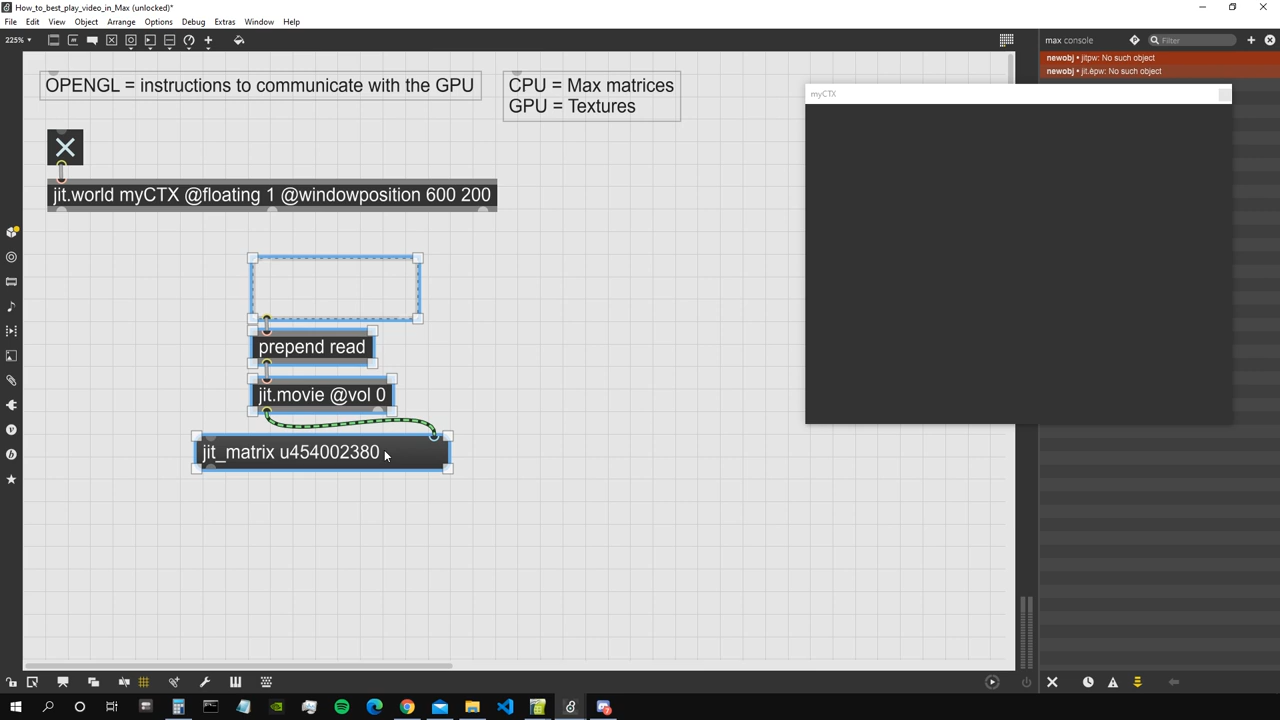 How_to_best_play_video_in_Max (unlocked)*
File Edit View Object Arrange Options Debug Extras Window Help
225%
max console
Filter
newobj • jitpw: No such object
newobj • jit.épw: No such object
OPENGL = instructions to communicate with the GPU
CPU = Max matrices
GPU = Textures
myCTX
jit.world myCTX @floating 1 @windowposition 600 200
prepend read
jit.movie @vol 0
jit_matrix u454002380